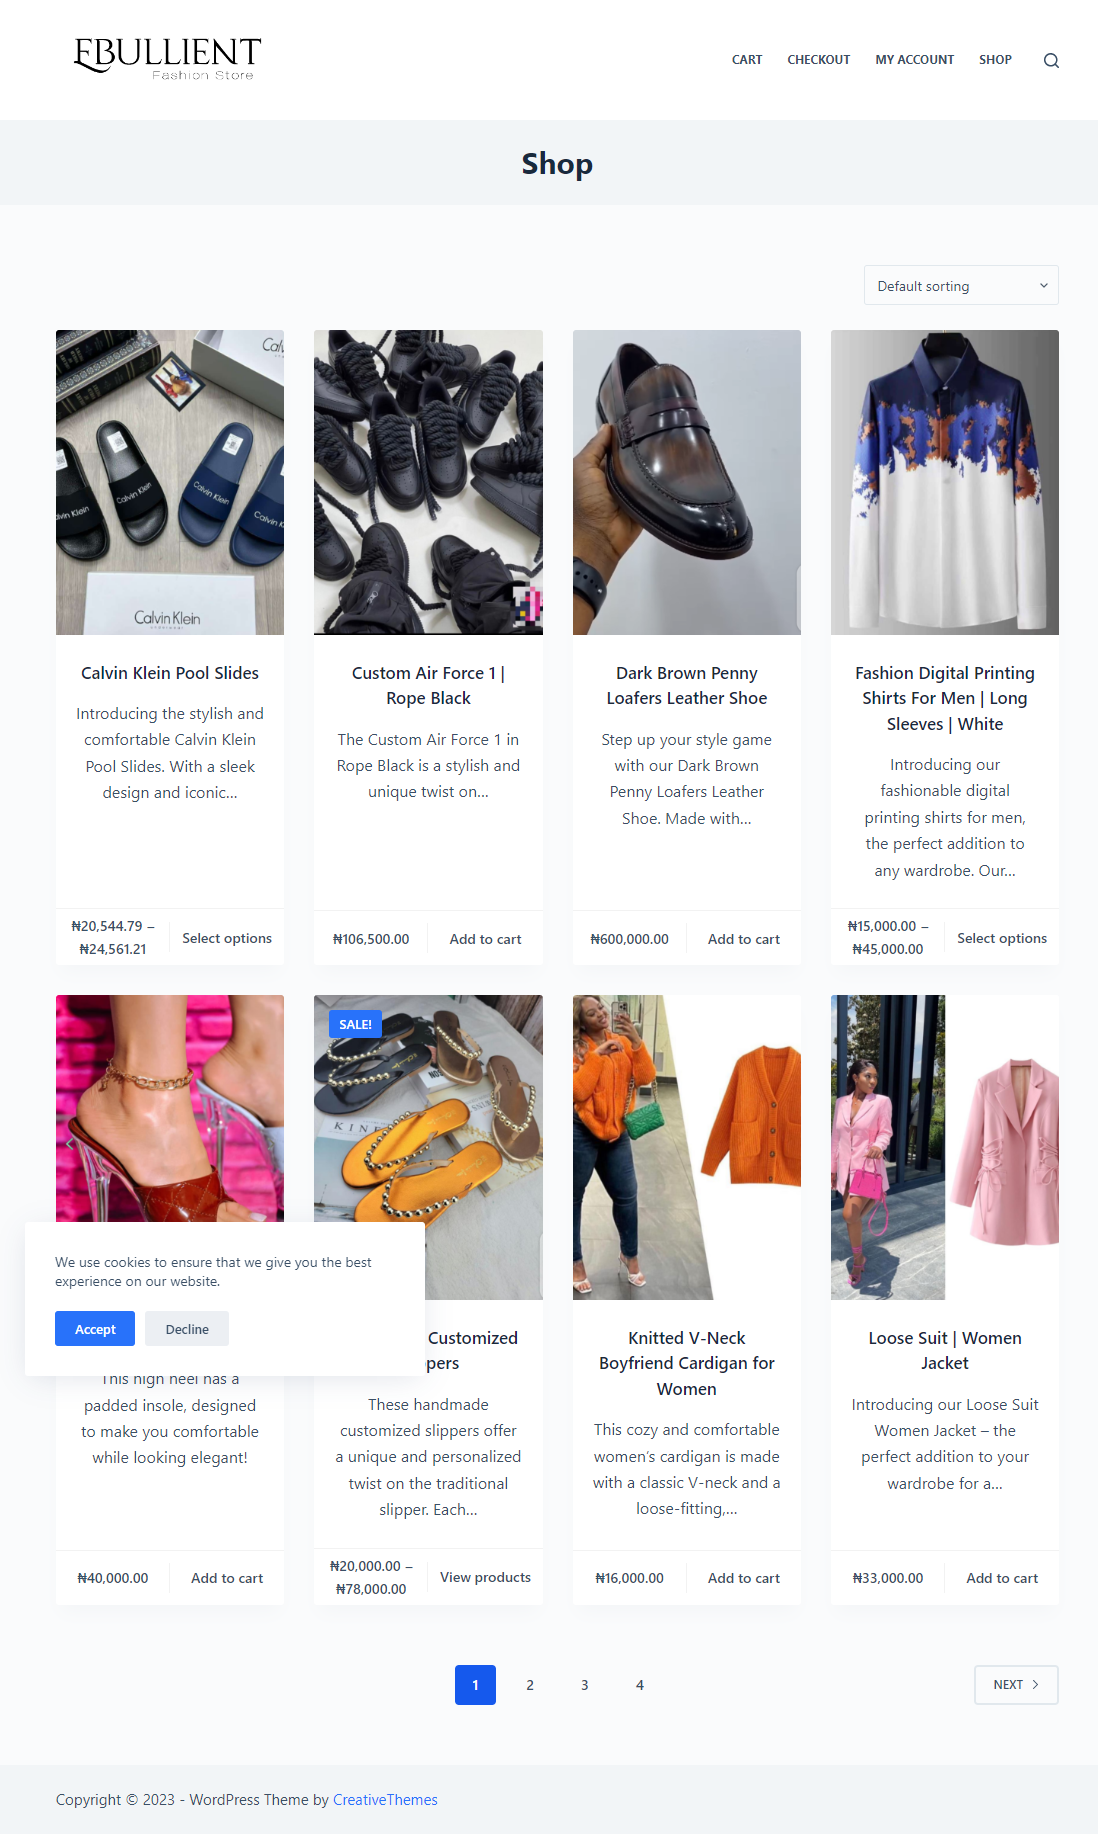 EBULLIENT
Fashion Store
CART
CHECKOUT
MY ACCOUNT
SHOP
Shop
Default sorting
Calvin Klein
Calvin Klein
Calvin Klein
Calvin Klein Pool Slides
Introducing the stylish and
comfortable Calvin Klein
Pool Slides. With a sleek
design and iconic...
₦20,544.79 –
₦24,561.21
Select options
Custom Air Force 1 |
Rope Black
The Custom Air Force 1 in
Rope Black is a stylish and
unique twist on...
₦106,500.00
Add to cart
Dark Brown Penny
Loafers Leather Shoe
Step up your style game
with our Dark Brown
Penny Loafers Leather
Shoe. Made with...
₦600,000.00
Add to cart
Fashion Digital Printing
Shirts For Men | Long
Sleeves | White
Introducing our
fashionable digital
printing shirts for men,
the perfect addition to
any wardrobe. Our...
₦15,000.00 –
₦45,000.00
Select options
We use cookies to ensure that we give you the best
experience on our website.
Accept
Decline
This high heel has a
padded insole, designed
to make you comfortable
while looking elegant!
₦40,000.00
Add to cart
SALE!
Customized
ppers
These handmade
customized slippers offer
a unique and personalized
twist on the traditional
slipper. Each...
₦20,000.00 –
₦78,000.00
View products
Knitted V-Neck
Boyfriend Cardigan for
Women
This cozy and comfortable
women's cardigan is made
with a classic V-neck and a
loose-fitting,...
₦16,000.00
Add to cart
Loose Suit | Women
Jacket
Introducing our Loose Suit
Women Jacket – the
perfect addition to your
wardrobe for a...
₦33,000.00
Add to cart
1
2
3
4
NEXT
Copyright © 2023 - WordPress Theme by CreativeThemes